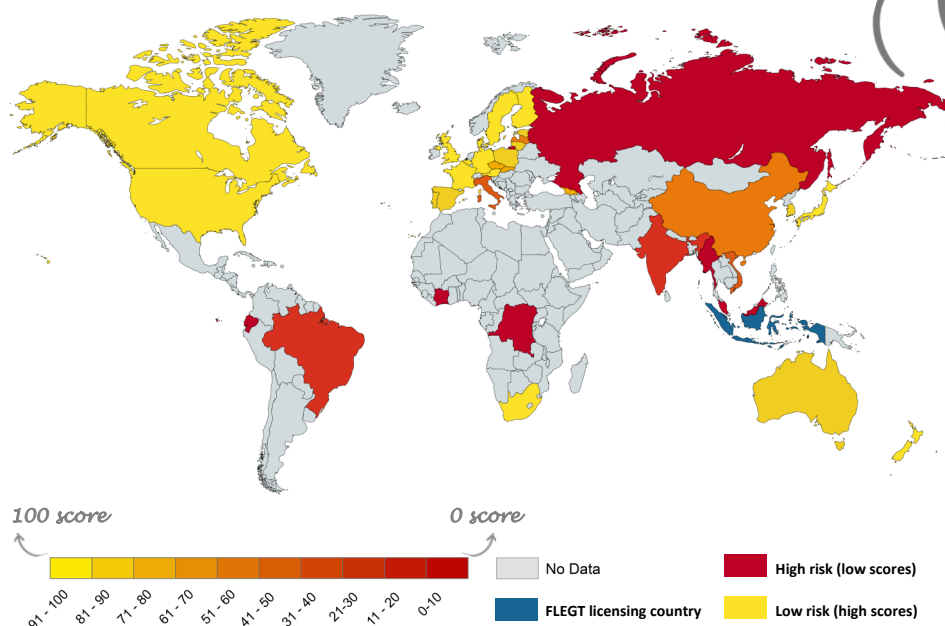 100 score
0 score
91 - 100
81 - 90
71 - 80
61 - 70
51 - 60
41 - 50
31 - 40
21-30
11 - 20
0-10
No Data
High risk (low scores)
FLEGT licensing country
Low risk (high scores)